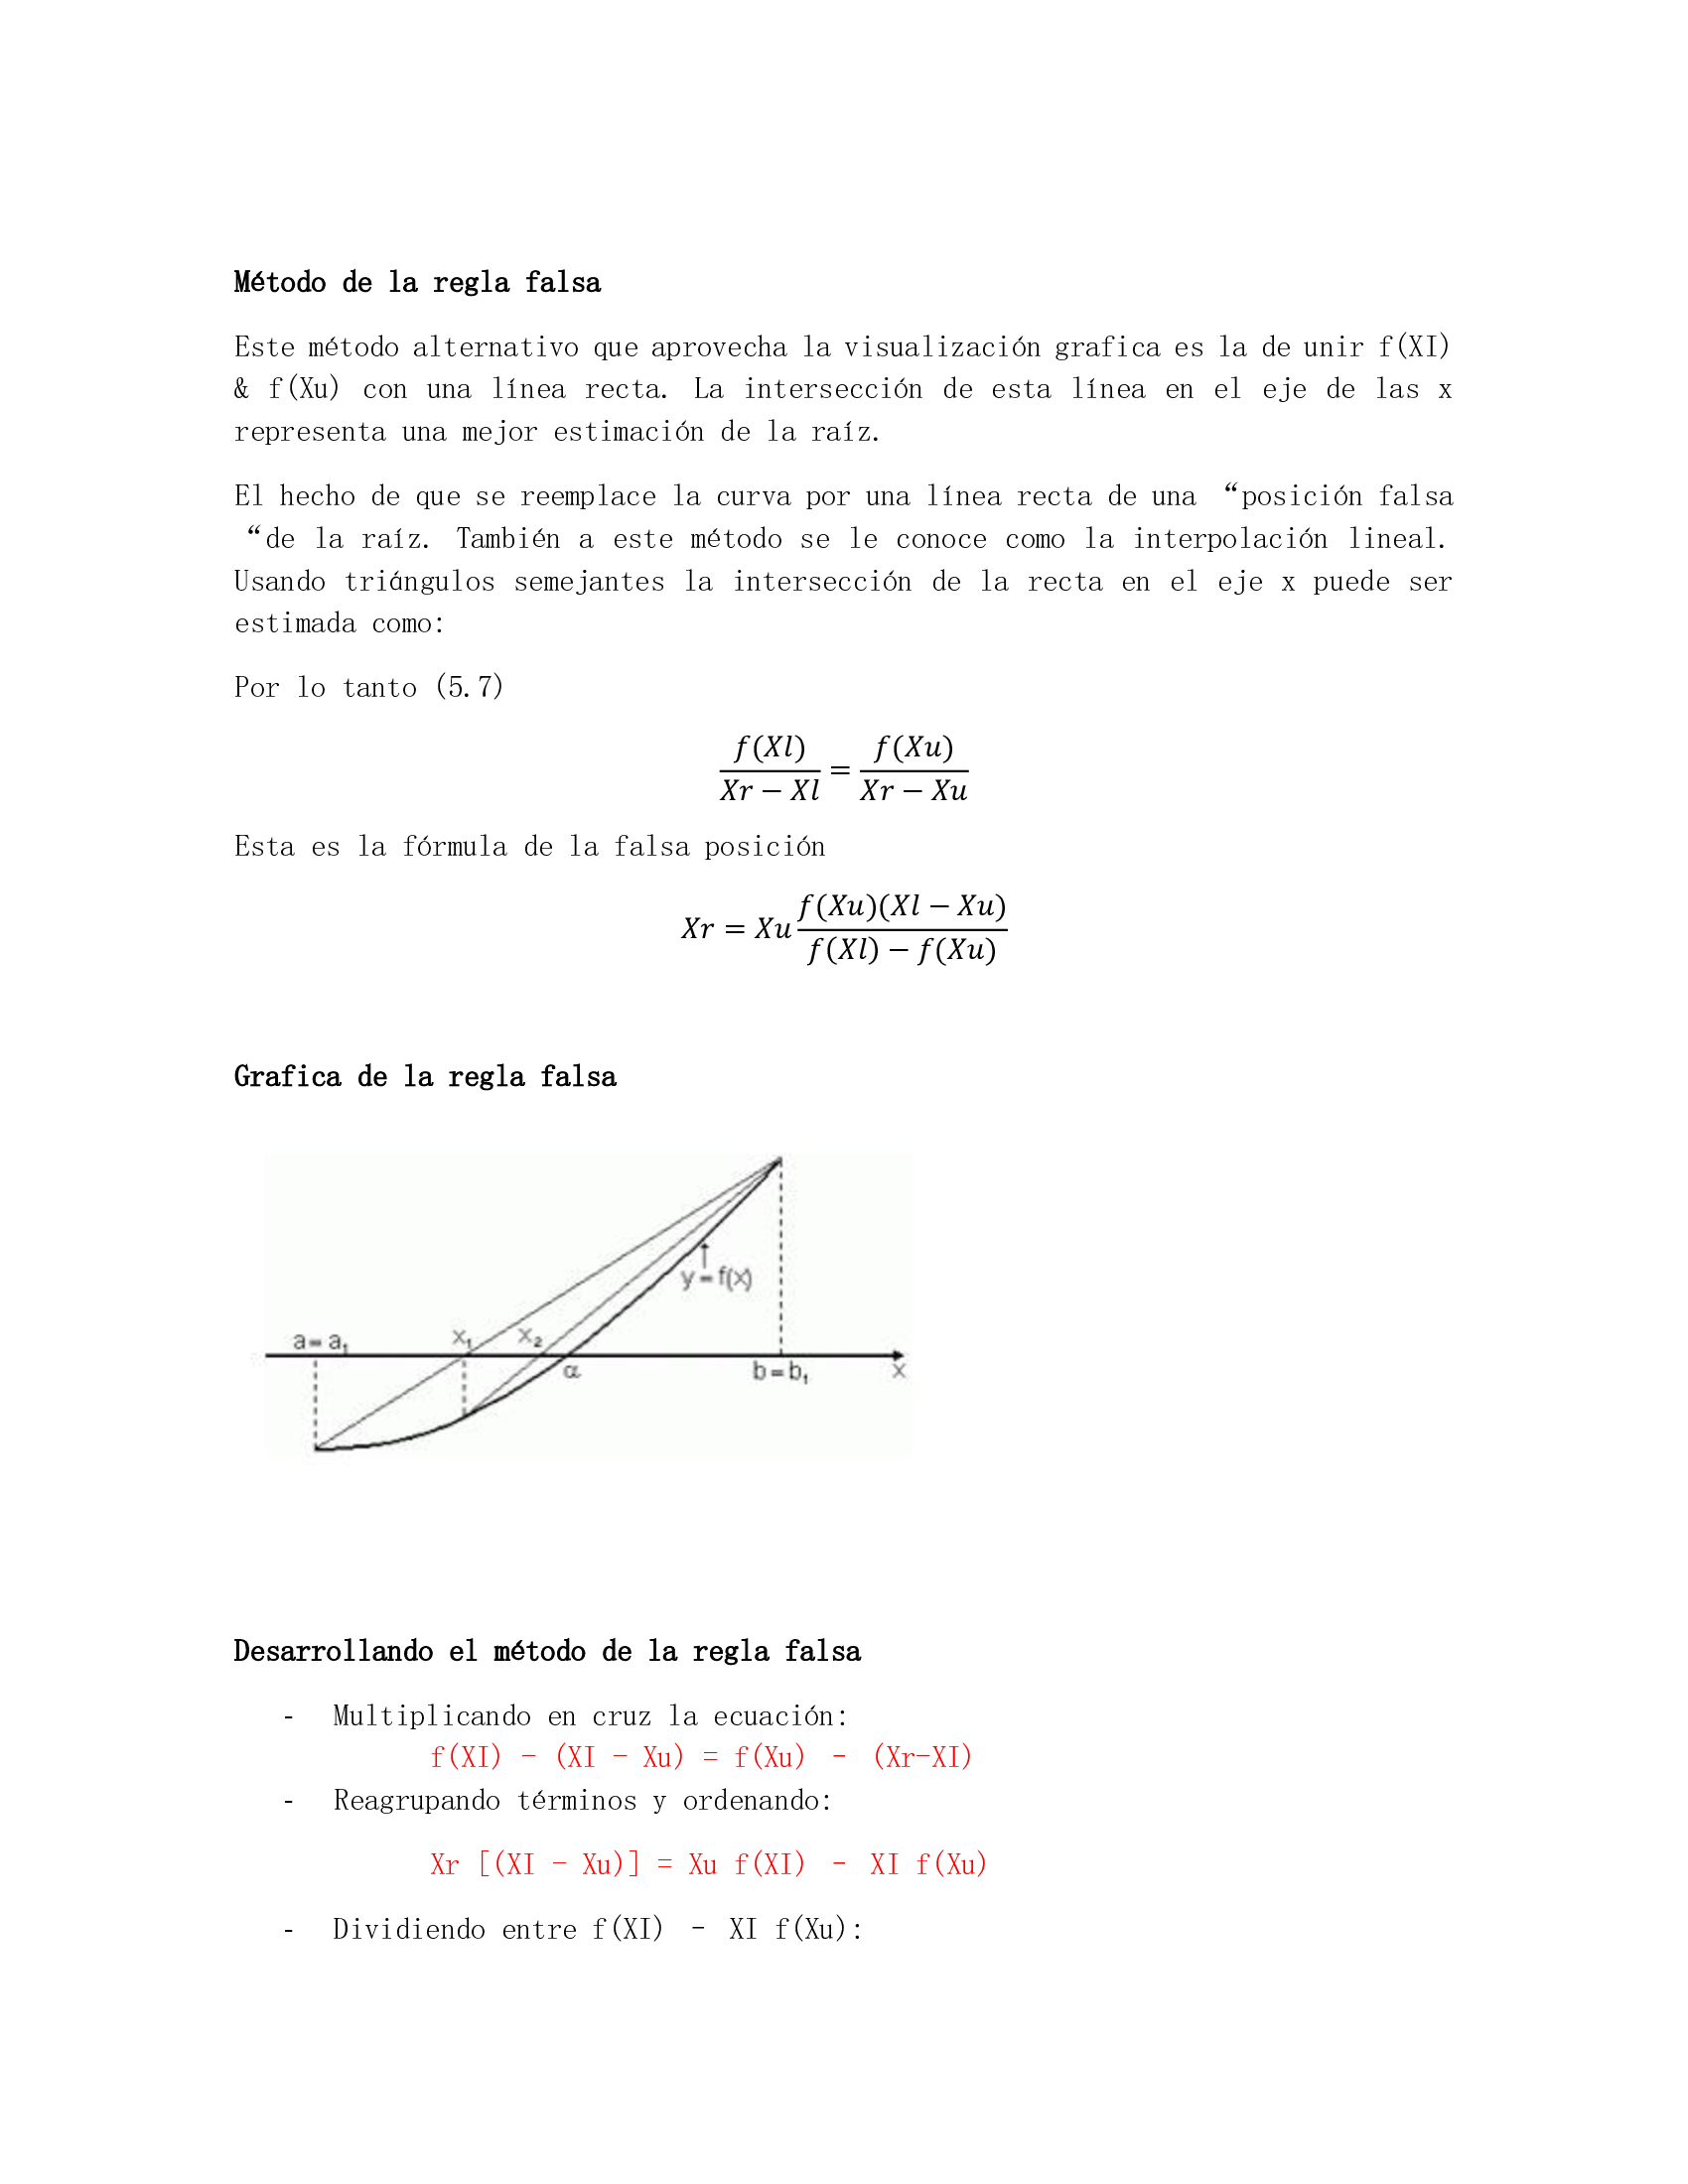 Método de la regla falsa
Este método alternativo que aprovecha la visualización grafica es la de unir f(XI)
& f(Xu) con una línea recta. La intersección de esta línea en el eje de las x
representa una mejor estimación de la raíz.
El hecho de que se reemplace la curva por una línea recta de una “posición falsa
“de la raíz. También a este método se le conoce como la interpolación lineal.
Usando triángulos semejantes la intersección de la recta en el eje x puede ser
estimada como:
Por lo tanto (5.7)
f(Xl)/(Xr − Xl) = f(Xu)/(Xr − Xu)
Esta es la fórmula de la falsa posición
Xr = Xu f(Xu)(Xl − Xu)/(f(Xl) − f(Xu))
Grafica de la regla falsa
y = f(x)
a = a₁ x₁ x₂
α b = b₁ x
Desarrollando el método de la regla falsa
- Multiplicando en cruz la ecuación:
f(XI) - (XI - Xu) = f(Xu) – (Xr-XI)
- Reagrupando términos y ordenando:
Xr [(XI - Xu)] = Xu f(XI) – XI f(Xu)
- Dividiendo entre f(XI) – XI f(Xu):